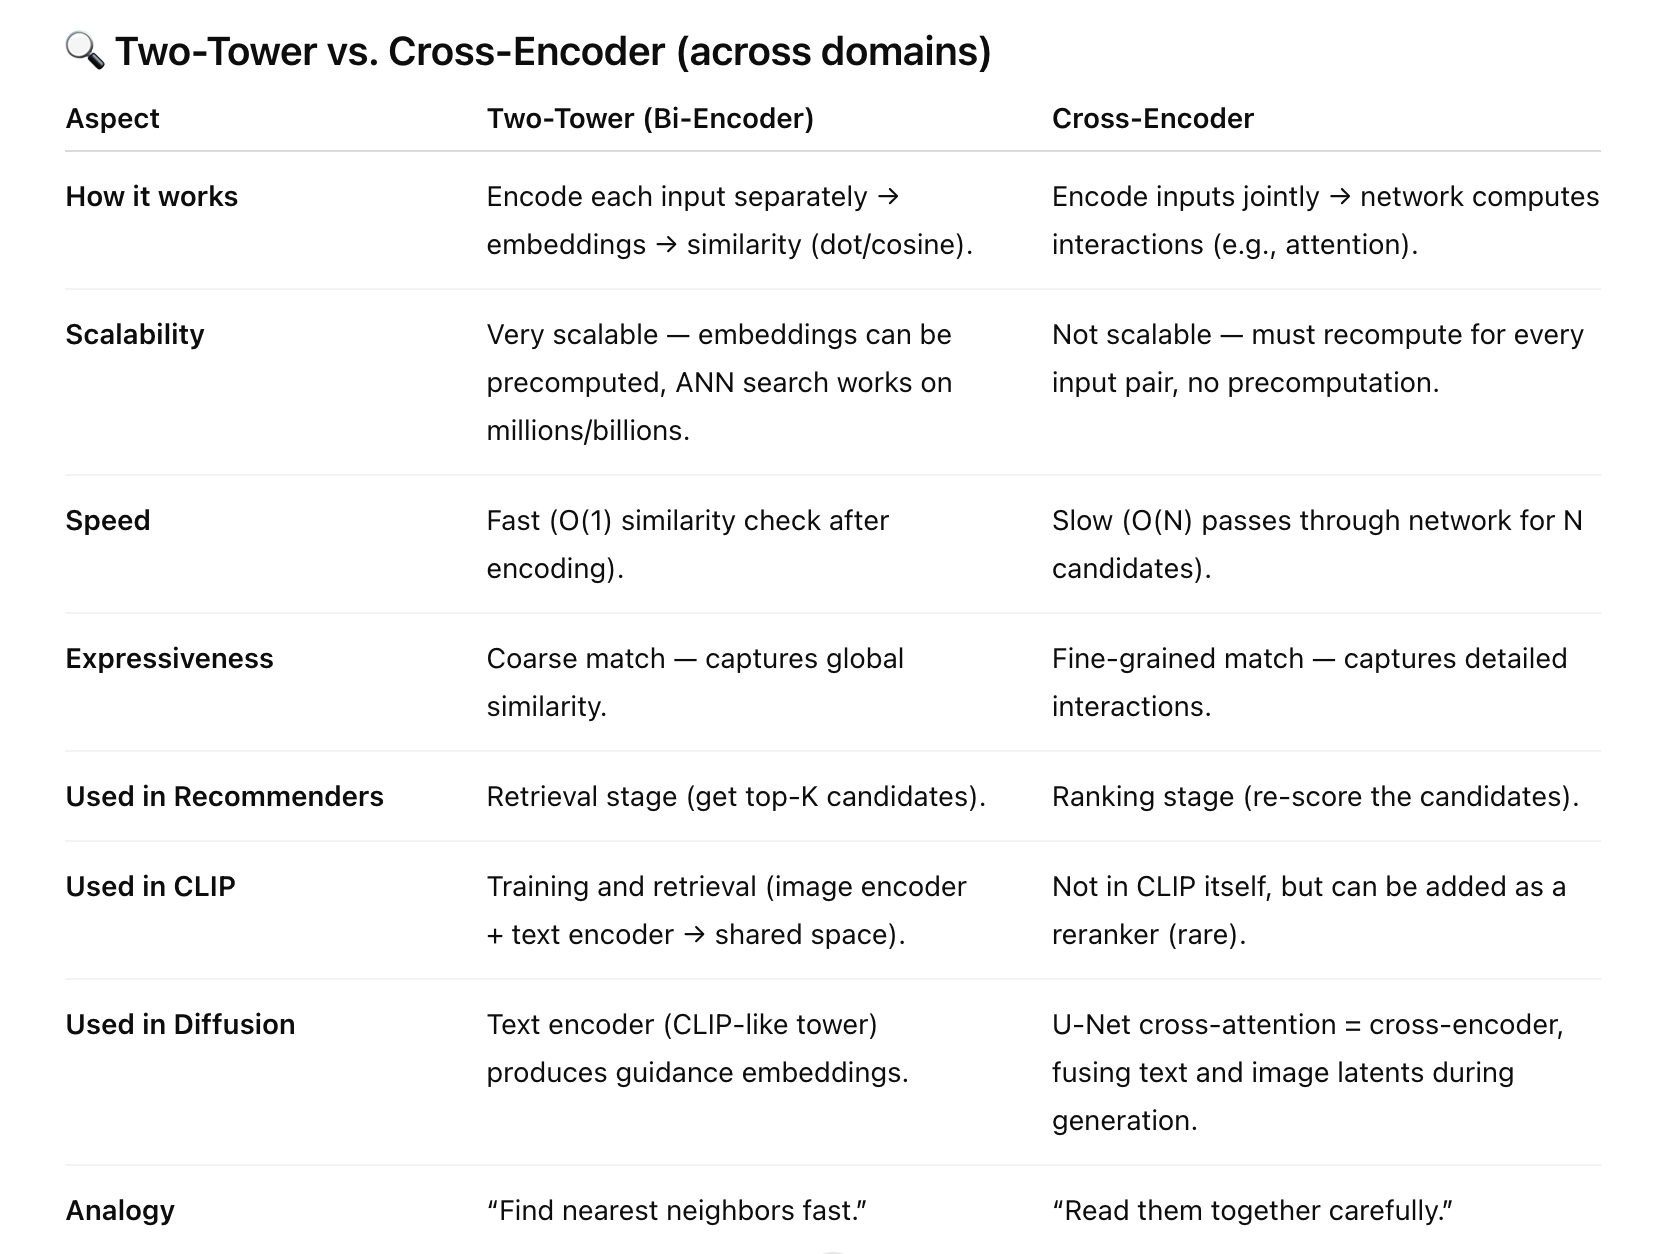 🔍 Two-Tower vs. Cross-Encoder (across domains)
Aspect Two-Tower (Bi-Encoder) Cross-Encoder
How it works Encode each input separately → Encode inputs jointly → network computes
embeddings → similarity (dot/cosine). interactions (e.g., attention).
Scalability Very scalable — embeddings can be Not scalable — must recompute for every
precomputed, ANN search works on input pair, no precomputation.
millions/billions.
Speed Fast (O(1) similarity check after Slow (O(N) passes through network for N
encoding). candidates).
Expressiveness Coarse match — captures global Fine-grained match — captures detailed
similarity. interactions.
Used in Recommenders Retrieval stage (get top-K candidates). Ranking stage (re-score the candidates).
Used in CLIP Training and retrieval (image encoder Not in CLIP itself, but can be added as a
+ text encoder → shared space). reranker (rare).
Used in Diffusion Text encoder (CLIP-like tower) U-Net cross-attention = cross-encoder,
produces guidance embeddings. fusing text and image latents during
generation.
Analogy “Find nearest neighbors fast.” “Read them together carefully.”